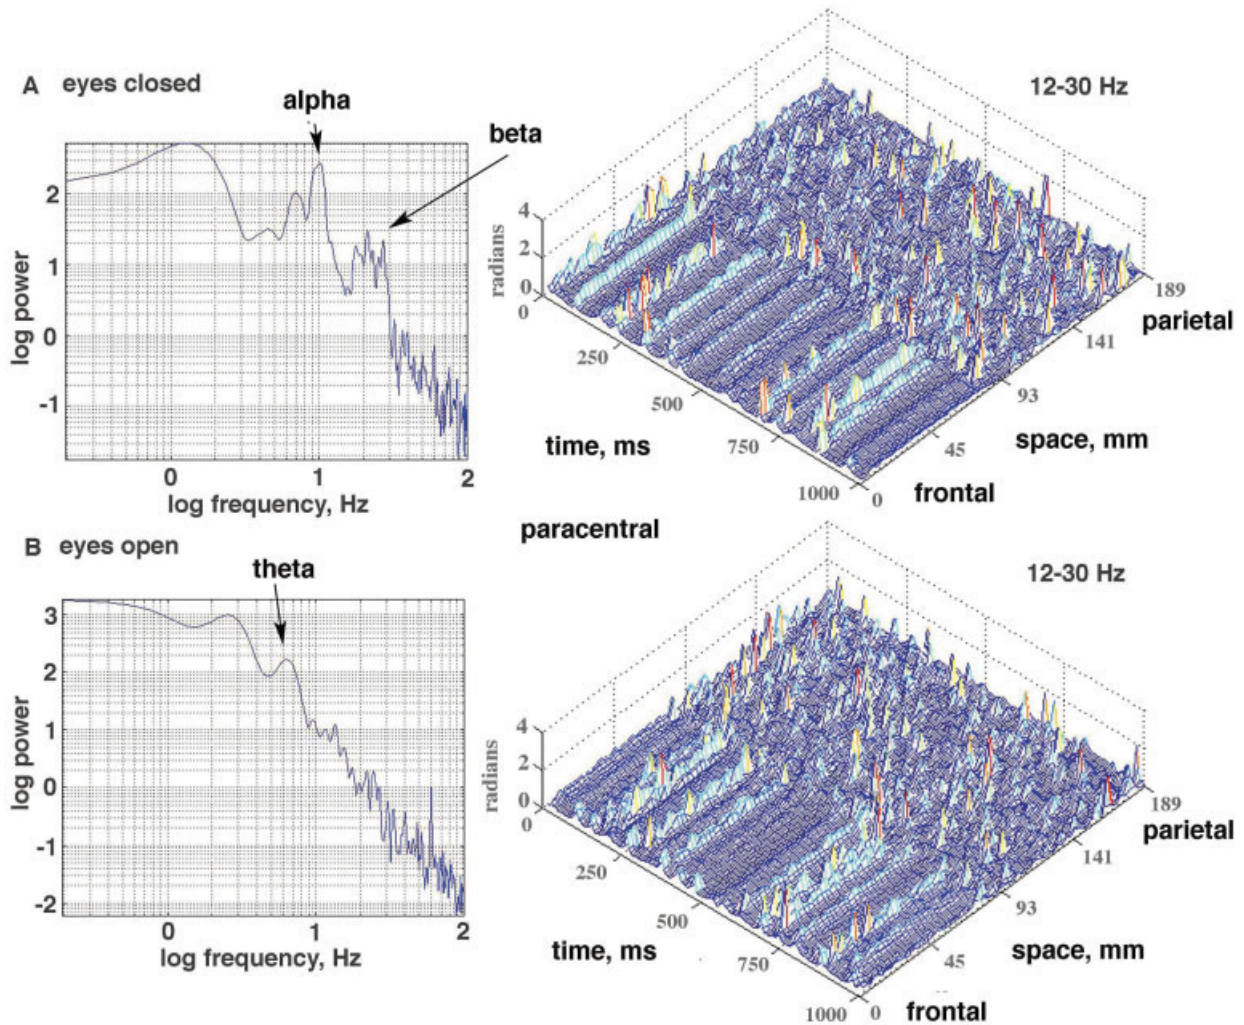 A eyes closed
alpha
beta
12-30 Hz
log power
2
1
0
-1
0
1
2
log frequency, Hz
radians
4
2
0
0
250
500
750
1000
time, ms
0
45
93
141
189
space, mm
frontal
parietal
paracentral
B eyes open
theta
12-30 Hz
log power
3
2
1
0
-1
-2
0
1
2
log frequency, Hz
radians
4
2
0
0
250
500
750
1000
time, ms
0
45
93
141
189
space, mm
frontal
parietal